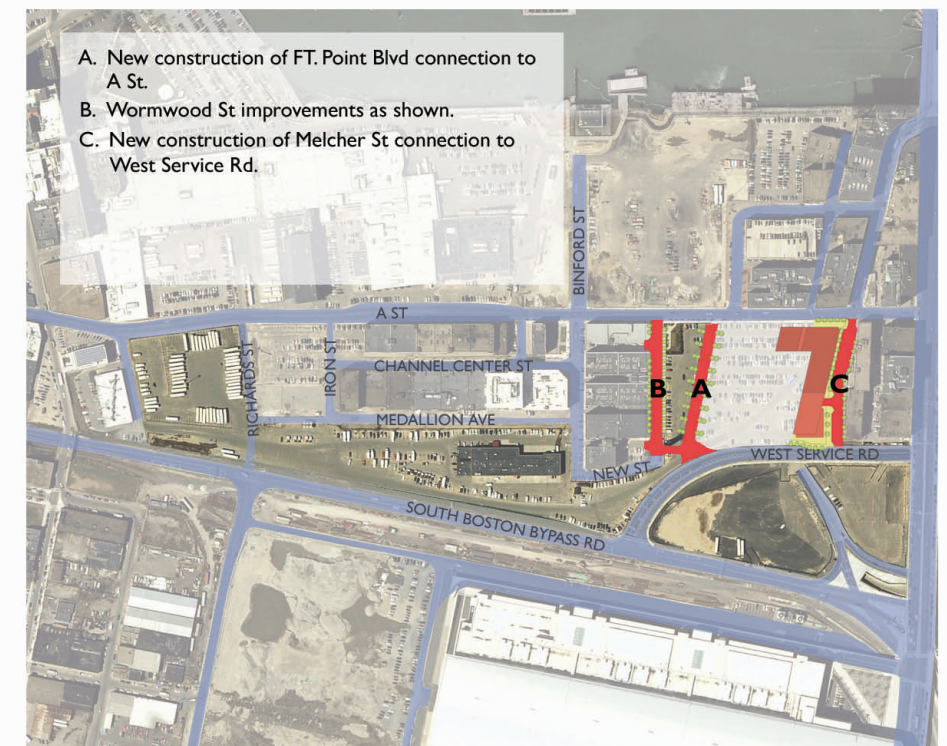 A. New construction of FT. Point Blvd connection to
A St.
B. Wormwood St improvements as shown.
C. New construction of Melcher St connection to
West Service Rd.
BINFORD ST
A ST
RICHARDS ST
IRON ST
CHANNEL CENTER ST
MEDALLION AVE
B
A
7
C
NEW ST
WEST SERVICE RD
SOUTH BOSTON BYPASS RD